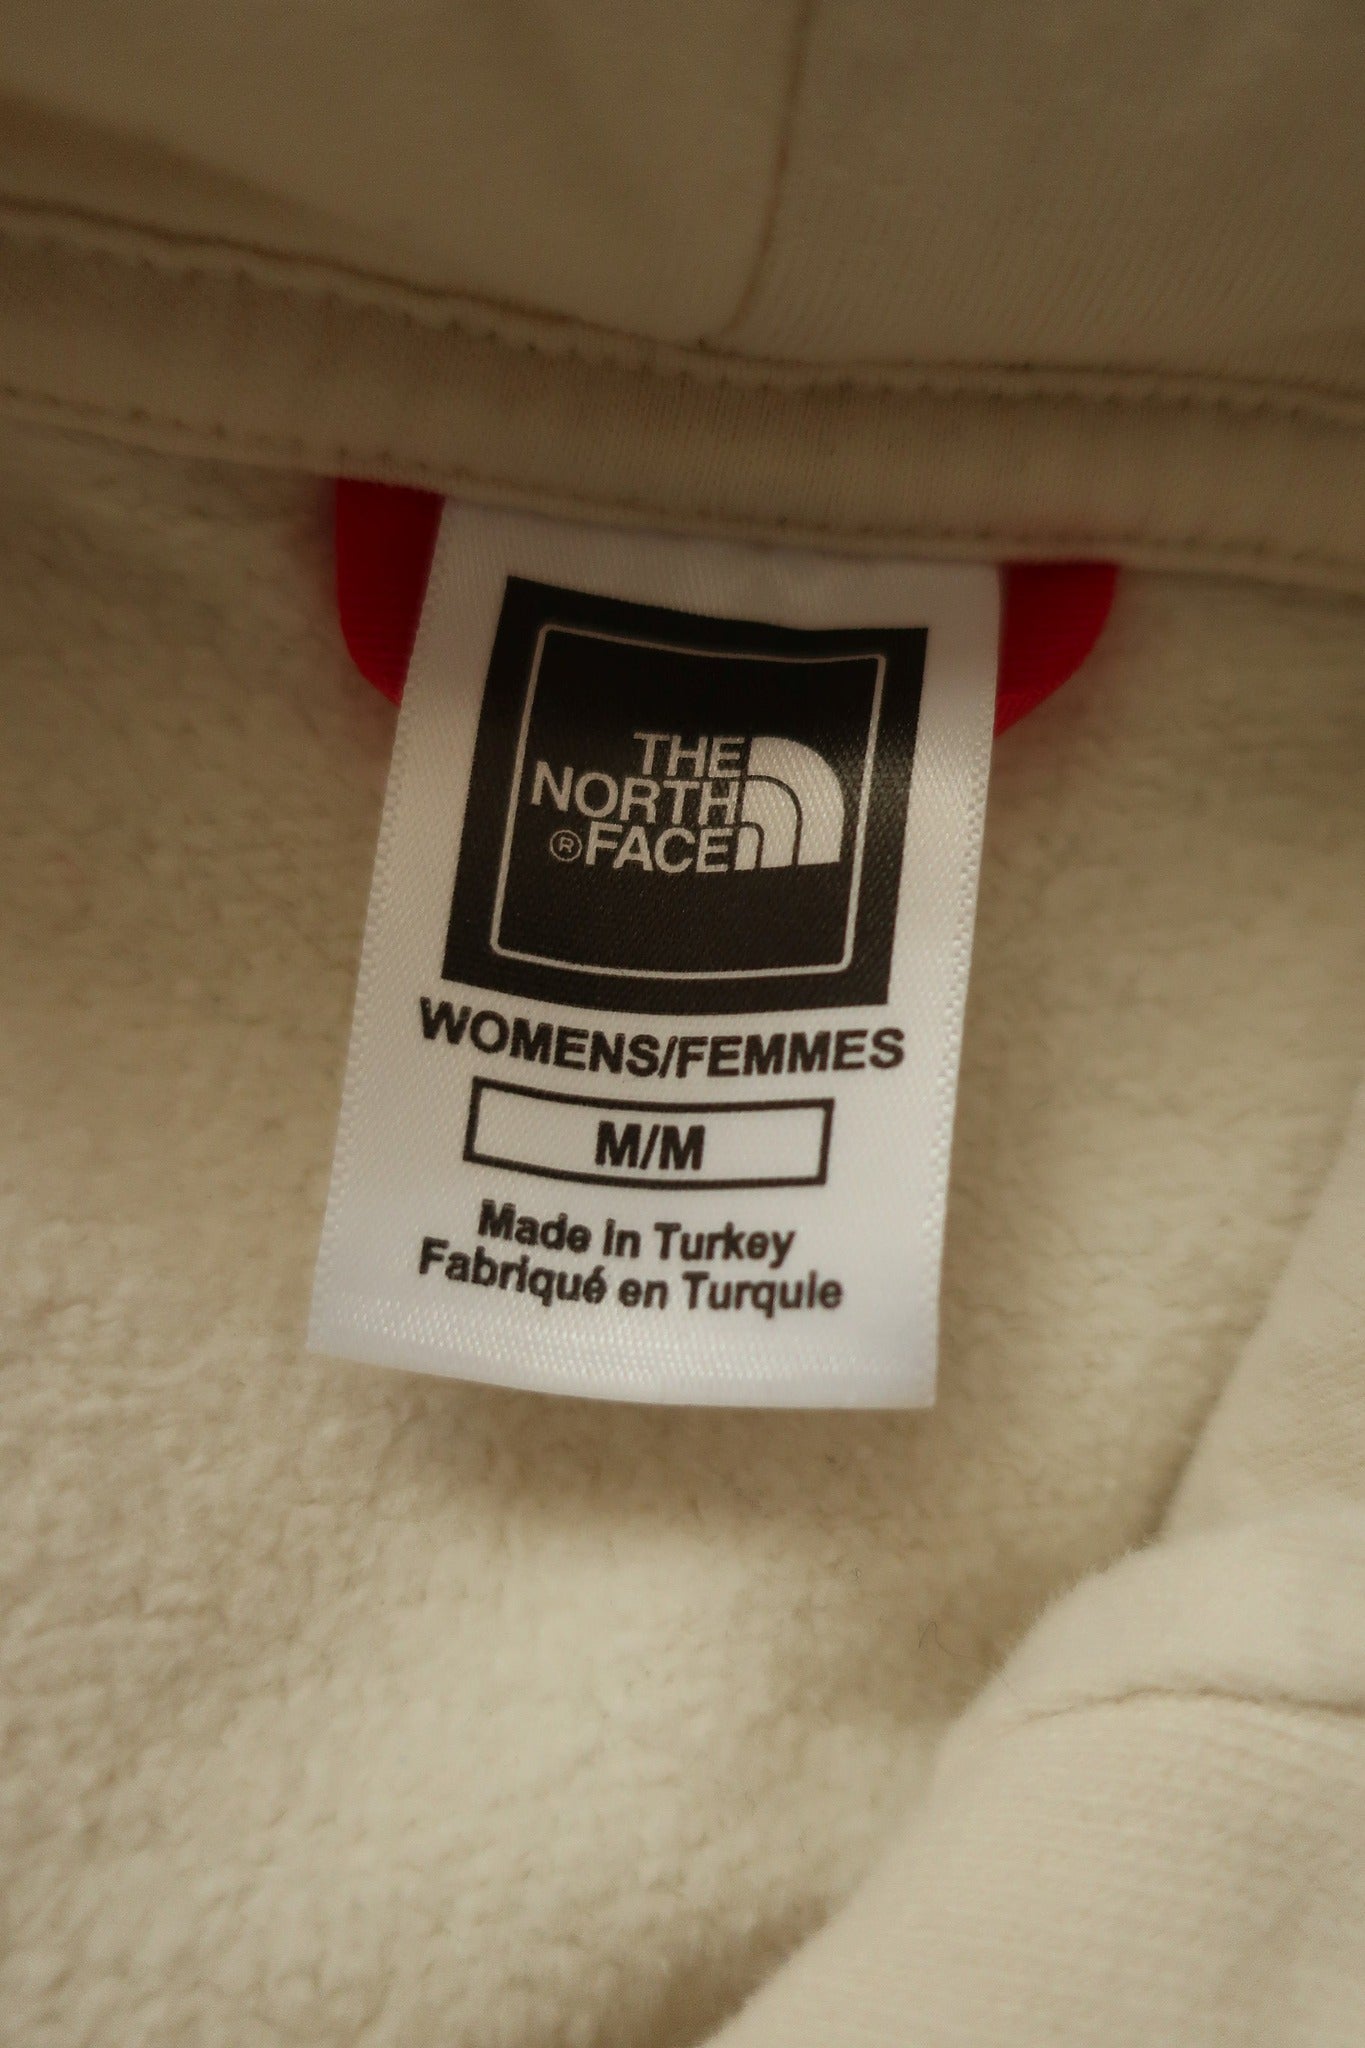 THE
NORTH
® FACE
WOMENS/FEMMES
M/M
Made in Turkey
Fabriqué en Turquie